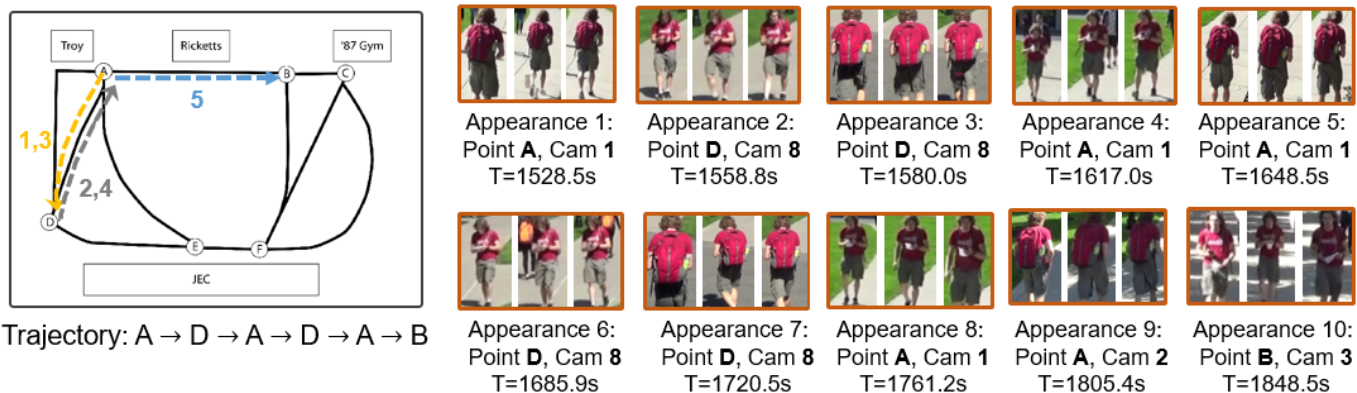 Troy
Ricketts
'87 Gym
A
B
C
5
1,3
2,4
D
E
F
JEC
Trajectory: A → D → A → D → A → B
Appearance 1:
Point A, Cam 1
T=1528.5s
Appearance 2:
Point D, Cam 8
T=1558.8s
Appearance 3:
Point D, Cam 8
T=1580.0s
Appearance 4:
Point A, Cam 1
T=1617.0s
Appearance 5:
Point A, Cam 1
T=1648.5s
Appearance 6:
Point D, Cam 8
T=1685.9s
Appearance 7:
Point D, Cam 8
T=1720.5s
Appearance 8:
Point A, Cam 1
T=1761.2s
Appearance 9:
Point A, Cam 2
T=1805.4s
Appearance 10:
Point B, Cam 3
T=1848.5s